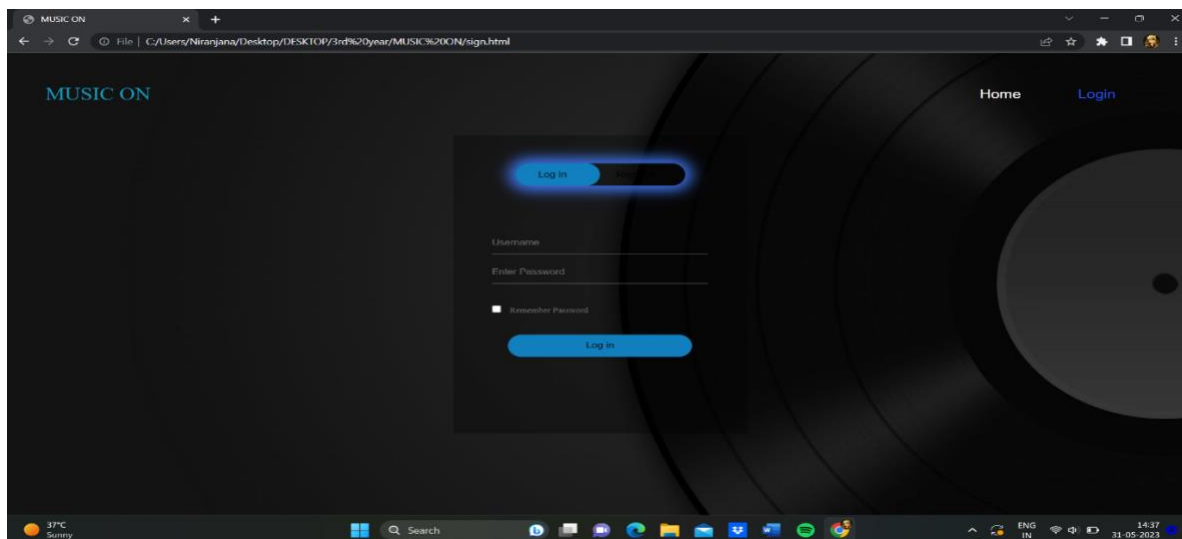 MUSIC ON
File | C:/Users/Niranjana/Desktop/DESKTOP/3rd%20year/MUSIC%20ON/sign.html
MUSIC ON
Home Login
Log in
Username
Enter Password
Remember Password
Log in
37°C
Sunny
Search
ENG
IN
14:37
31-05-2023